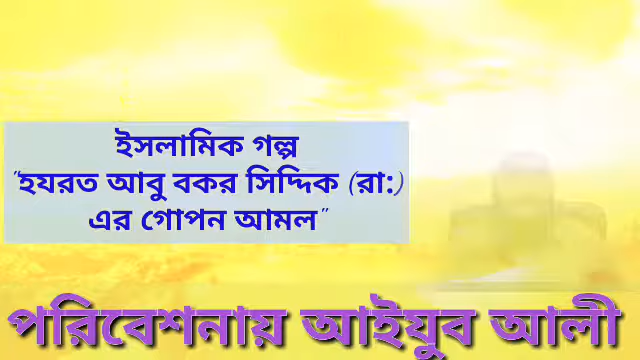 ইসলামিক গল্প
"হযরত আবু বকর সিদ্দিক (রা:)
এর গোপন আমল"
পরিবেশনায় আইযুব আলী